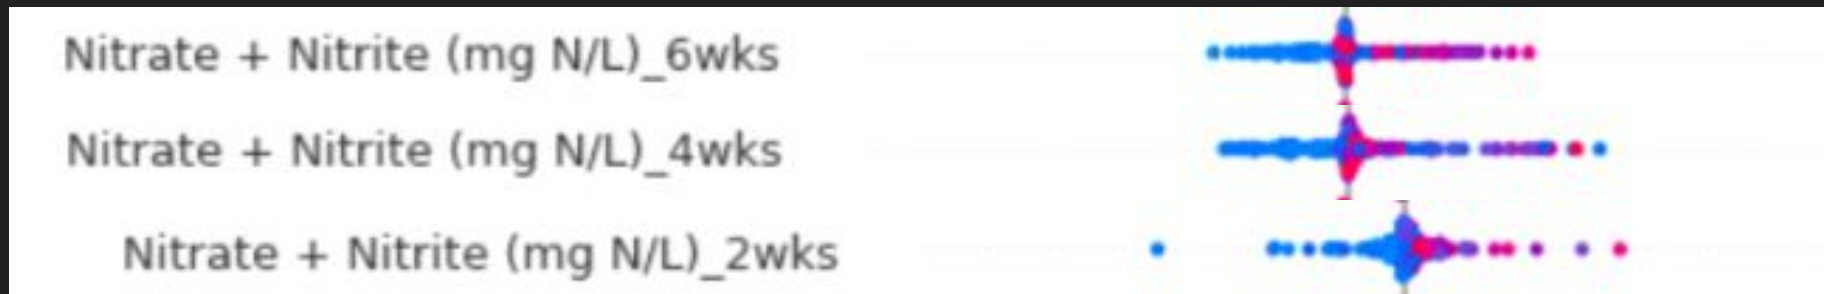 Nitrate + Nitrite (mg N/L)_6wks
Nitrate + Nitrite (mg N/L)_4wks
Nitrate + Nitrite (mg N/L)_2wks